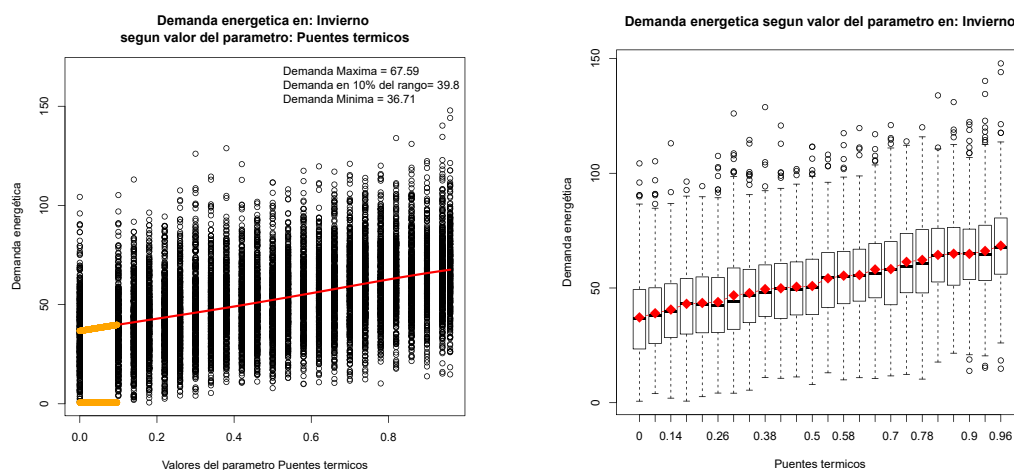 Demanda energetica en: Invierno
segun valor del parametro: Puentes termicos
Demanda Maxima = 67.59
Demanda en 10% del rango= 39.8
Demanda Minima = 36.71
Demanda energética
150
100
50
0
0.0 0.2 0.4 0.6 0.8
Valores del parametro Puentes termicos
Demanda energetica segun valor del parametro en: Invierno
Demanda energética
150
100
50
0
0 0.14 0.26 0.38 0.5 0.58 0.7 0.78 0.9 0.96
Puentes termicos